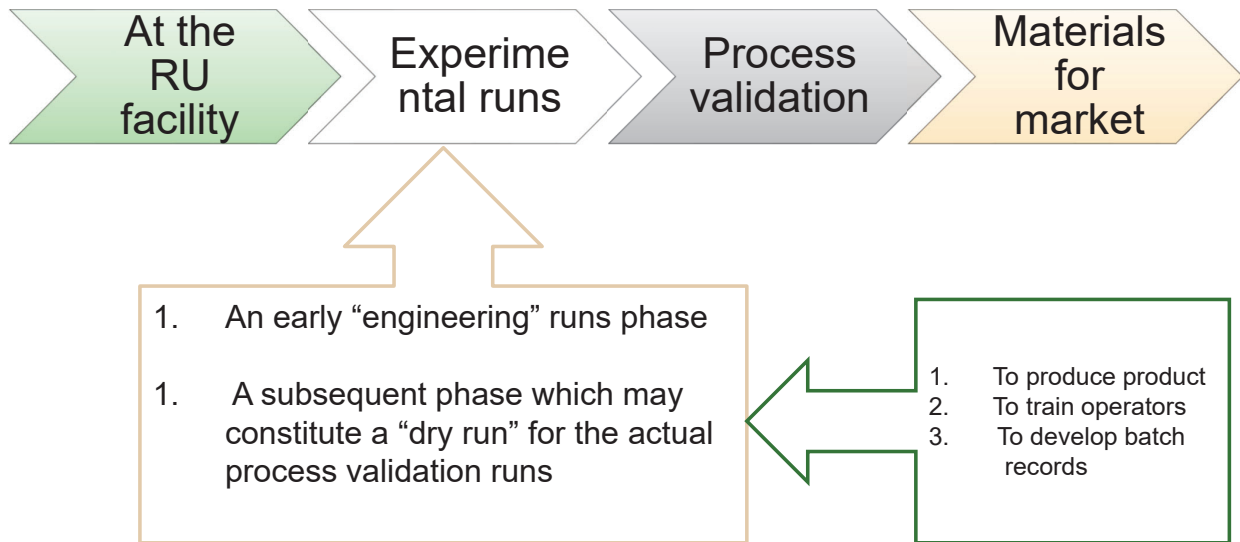 At the
RU
facility
Experime
ntal runs
Process
validation
Materials
for
market
1. An early “engineering” runs phase
1. A subsequent phase which may
constitute a “dry run” for the actual
process validation runs
1. To produce product
2. To train operators
3. To develop batch
records